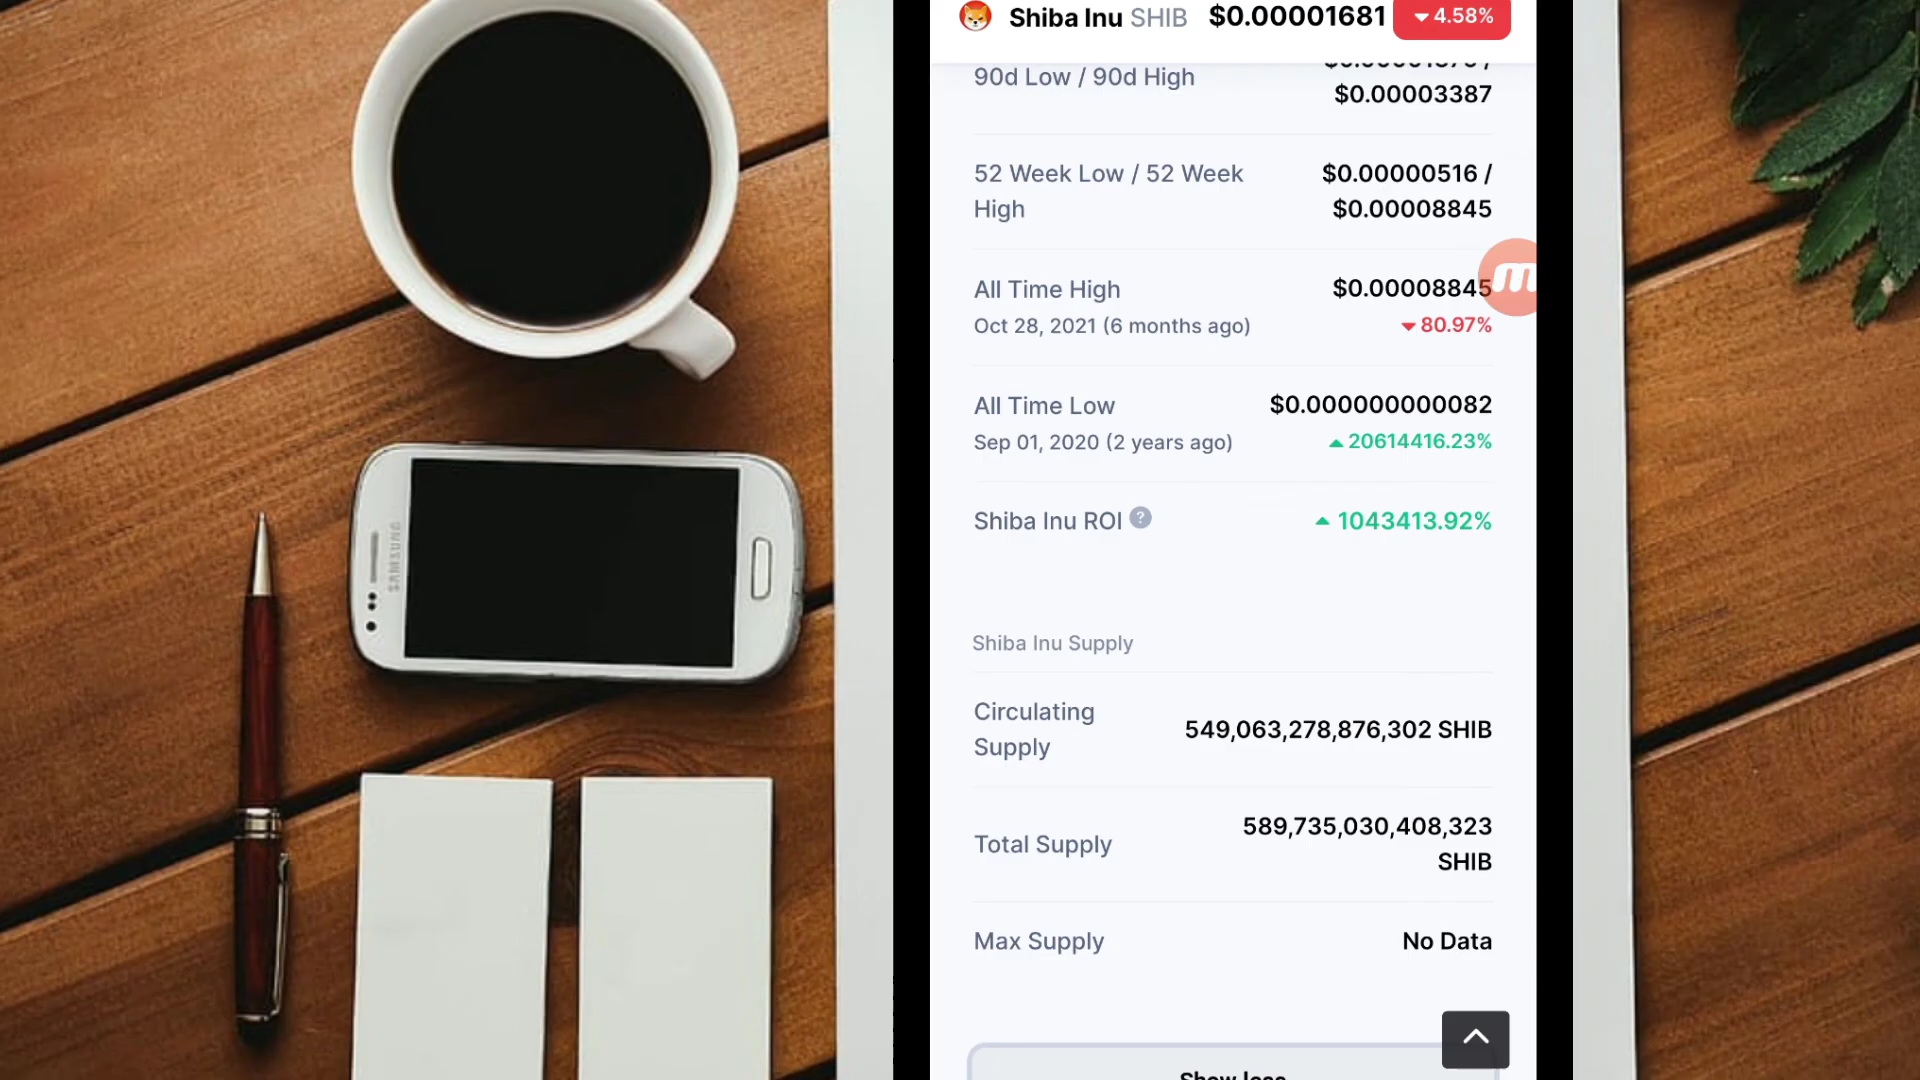 Shiba Inu SHIB $0.00001681 4.58%
90d Low / 90d High
$0.00003387
52 Week Low / 52 Week
High
$0.00000516 /
$0.00008845
All Time High
$0.00008845
Oct 28, 2021 (6 months ago)
80.97%
All Time Low
$0.000000000082
Sep 01, 2020 (2 years ago)
20614416.23%
Shiba Inu ROI ?
1043413.92%
Shiba Inu Supply
Circulating
Supply
549,063,278,876,302 SHIB
Total Supply
589,735,030,408,323
SHIB
Max Supply
No Data
Show less
SAMSUNG
m